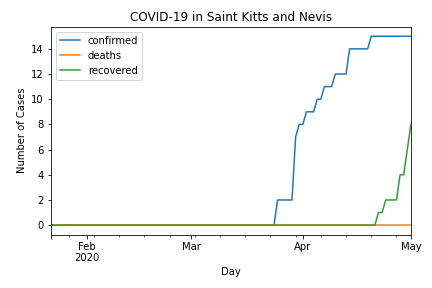 COVID-19 in Saint Kitts and Nevis
confirmed
deaths
recovered
Number of Cases
14
12
10
8
6
4
2
0
Feb
2020
Mar
Apr
May
Day